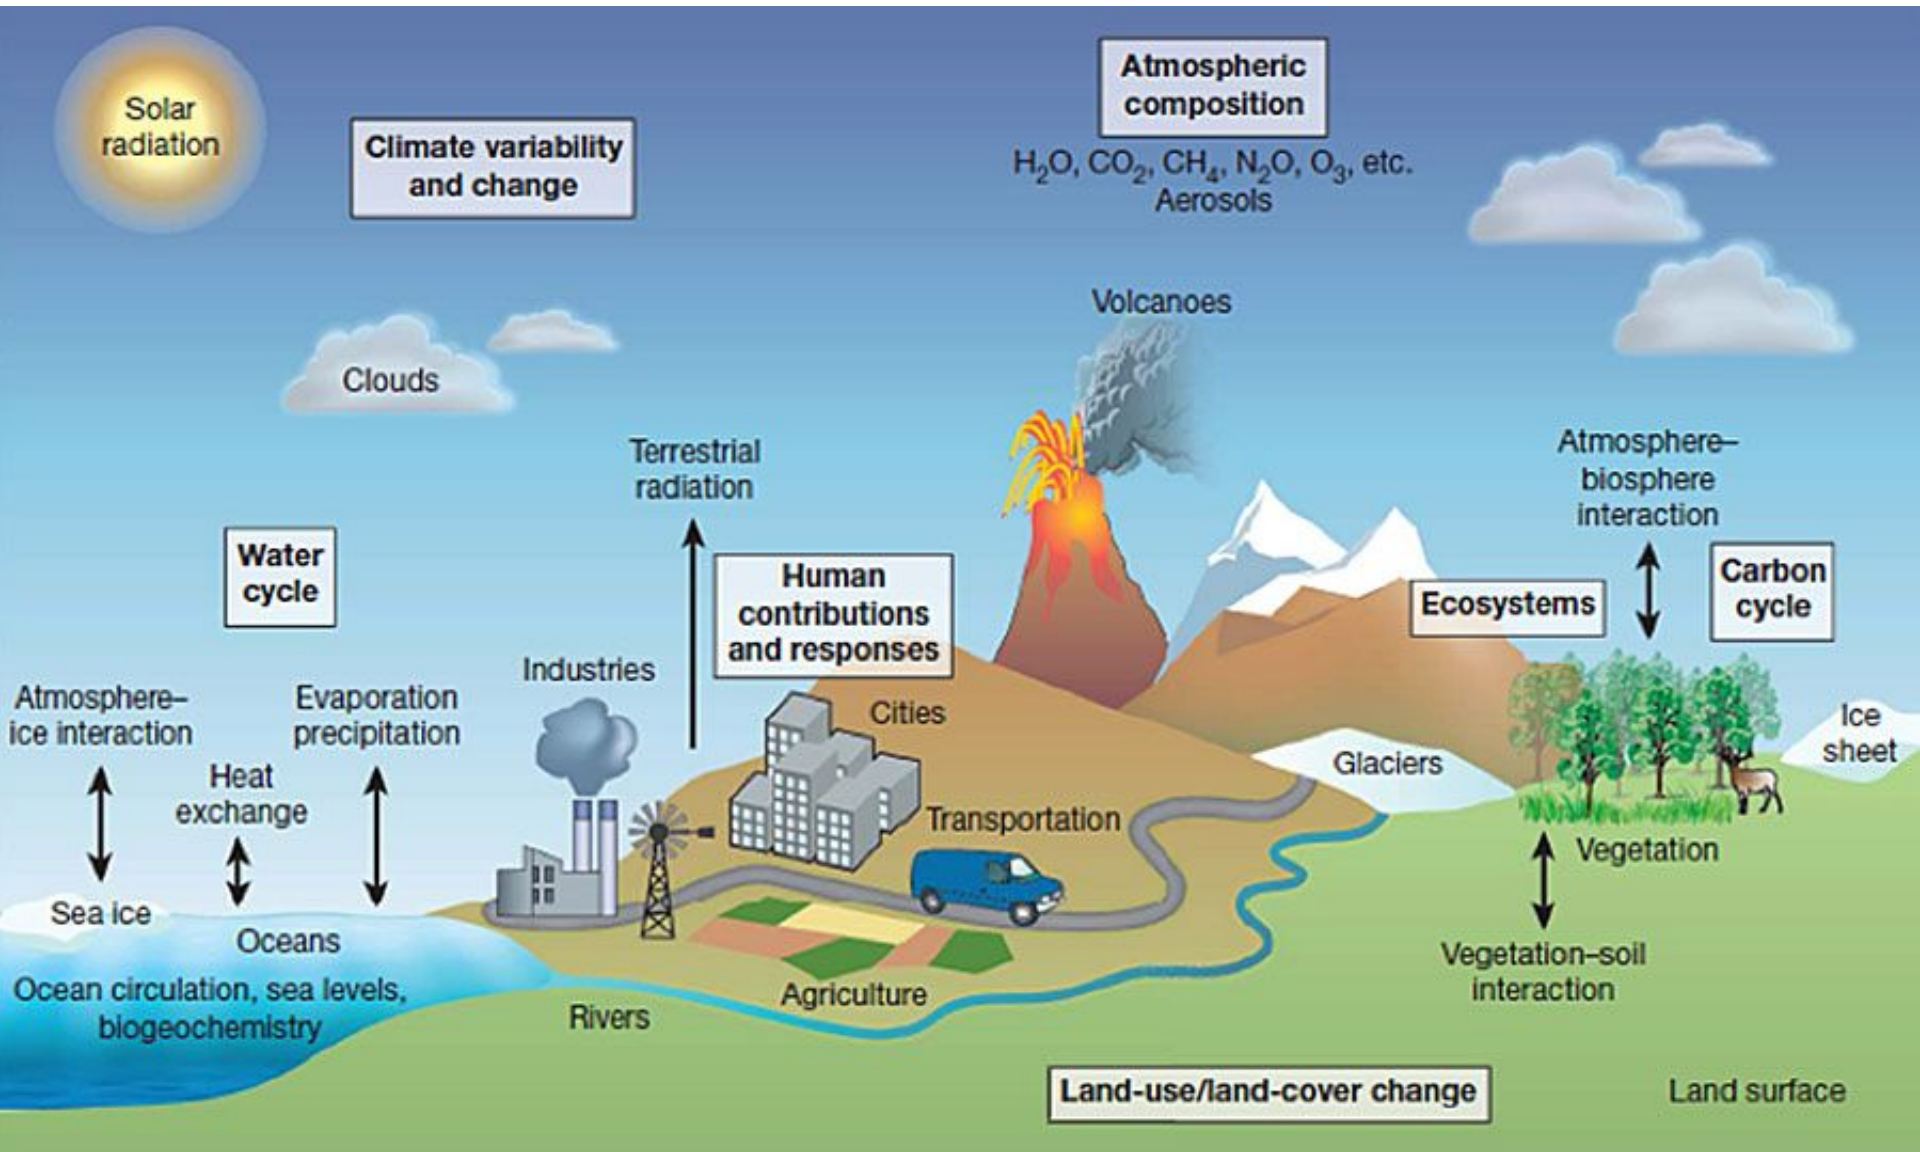 Solar
radiation
Climate variability
and change
Atmospheric
composition
H₂O, CO₂, CH₄, N₂O, O₃, etc.
Aerosols
Volcanoes
Clouds
Terrestrial
radiation
Atmosphere–
biosphere
interaction
Water
cycle
Human
contributions
and responses
Ecosystems
Carbon
cycle
Industries
Atmosphere–
ice interaction
Evaporation
precipitation
Heat
exchange
Cities
Glaciers
Ice
sheet
Transportation
Vegetation
Sea ice
Oceans
Ocean circulation, sea levels,
biogeochemistry
Rivers
Agriculture
Vegetation–soil
interaction
Land-use/land-cover change
Land surface